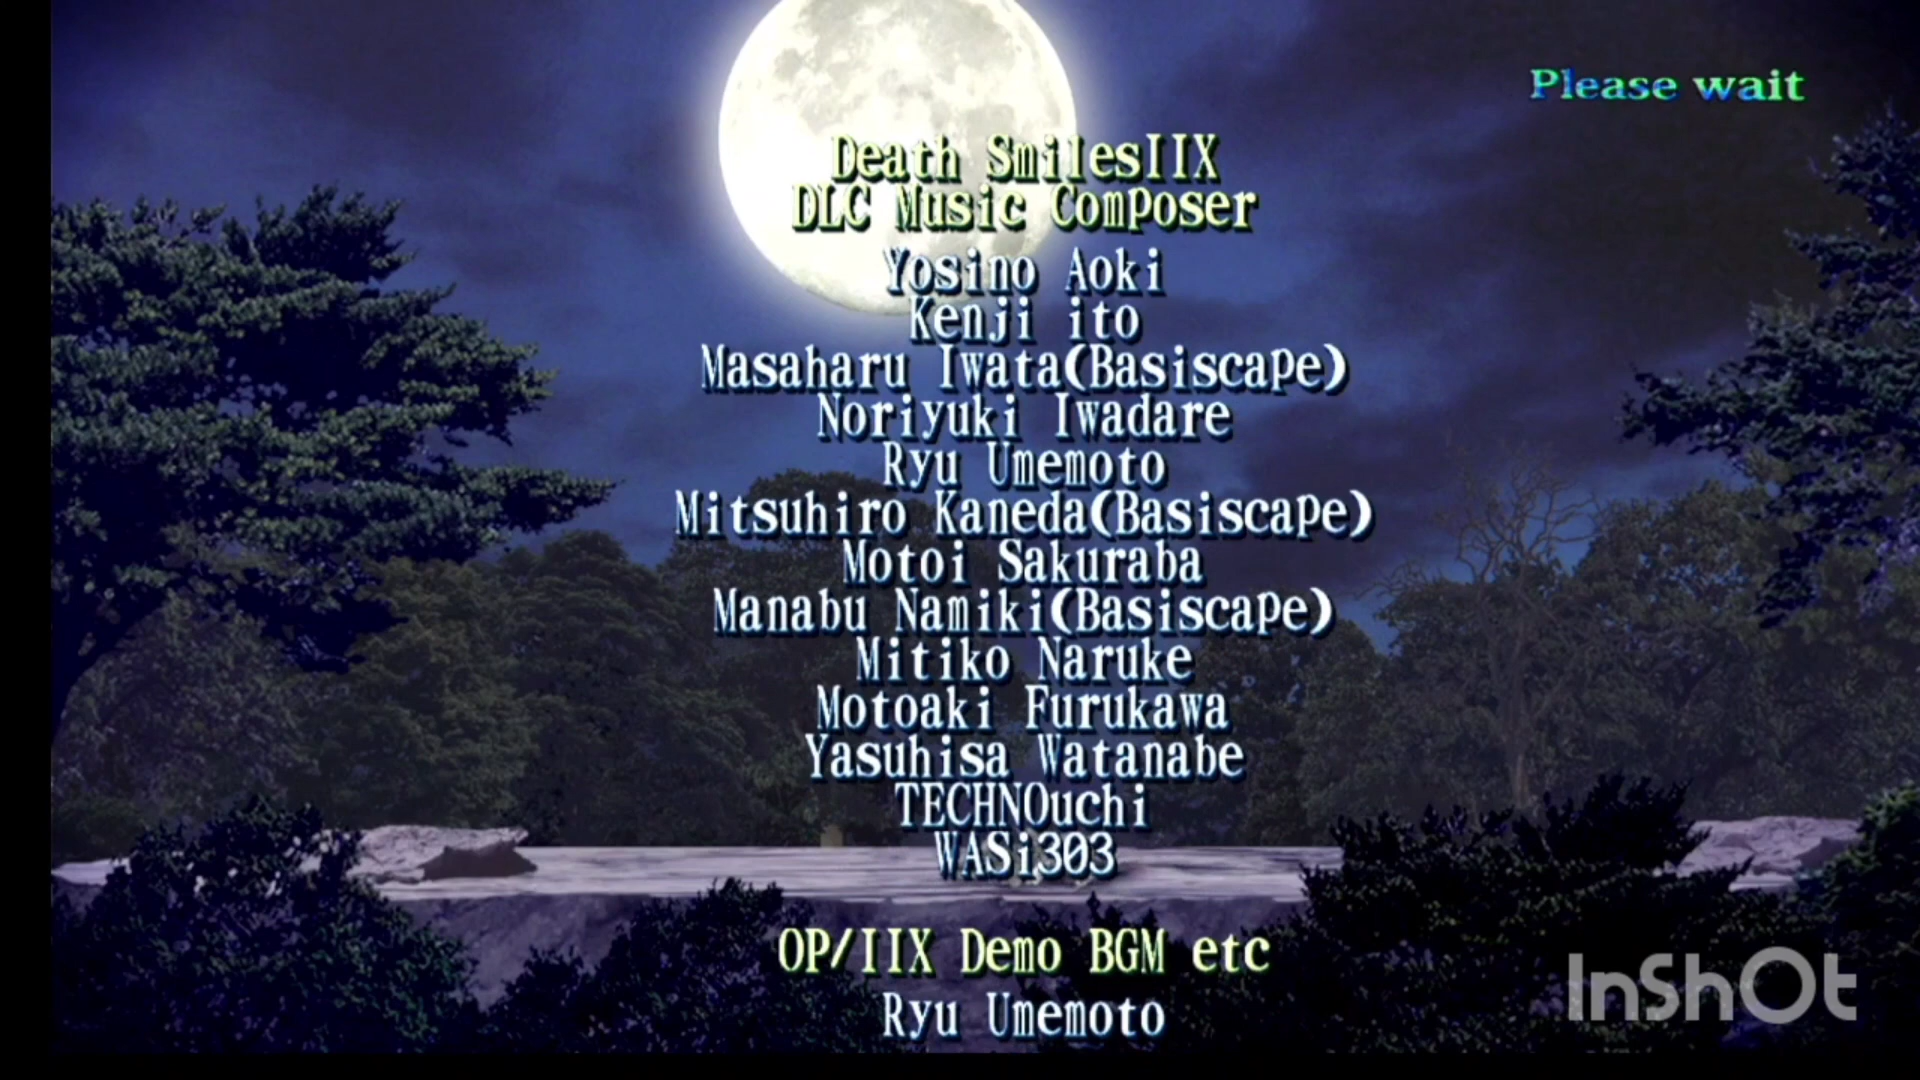 Please wait
Death SmilesIIX
DLC Music Composer
Yosino Aoki
Kenji ito
Masaharu Iwata(Basiscape)
Noriyuki Iwadare
Ryu Umemoto
Mitsuhiro Kaneda(Basiscape)
Motoi Sakuraba
Manabu Namiki(Basiscape)
Mitiko Naruke
Motoaki Furukawa
Yasuhisa Watanabe
TECHNOuchi
WASi303
OP/IIX Demo BGM etc
Ryu Umemoto
InShOt